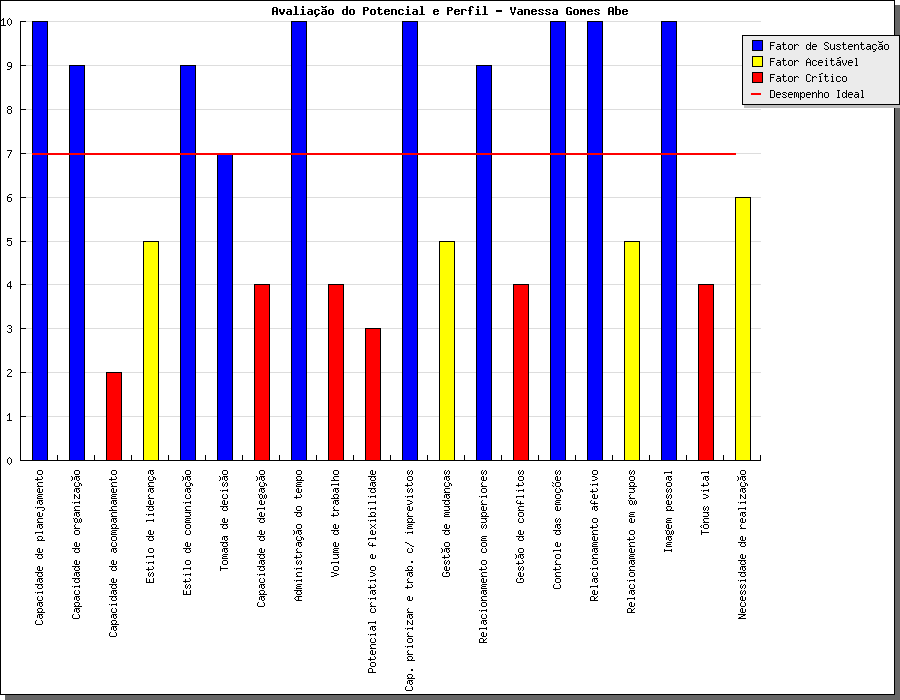 Avaliação do Potencial e Perfil - Vanessa Gomes Abe
Fator de Sustentação
Fator Aceitável
Fator Crítico
Desempenho Ideal
10
9
8
7
6
5
4
3
2
1
0
Capacidade de planejamento
Capacidade de organização
Capacidade de acompanhamento
Estilo de liderança
Estilo de comunicação
Tomada de decisão
Capacidade de delegação
Administração do tempo
Volume de trabalho
Potencial criativo e flexibilidade
Cap. priorizar e trab. c/ imprevistos
Gestão de mudanças
Relacionamento com superiores
Gestão de conflitos
Controle das emoções
Relacionamento afetivo
Relacionamento em grupos
Imagem pessoal
Tônus vital
Necessidade de realização